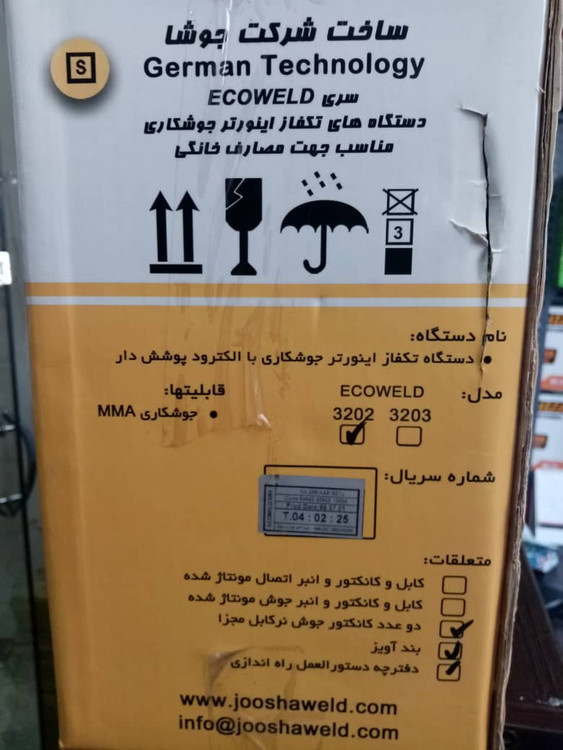 ساخت شرکت جوشا
S
German Technology
سری ECOWELD
دستگاه های تکفاز اینورتر جوشکاری
مناسب جهت مصارف خانگی
3
نام دستگاه:
• دستگاه تکفاز اینورتر جوشکاری با الکترود پوشش دار
مدل: ECOWELD
3202 3203
قابلیتها:
• جوشکاری MMA
شماره سریال:
T.04:02:25
متعلقات:
کابل و کانکتور و انبر اتصال مونتاژ شده
کابل و کانکتور و انبر جوش مونتاژ شده
دو عدد کانکتور جوش نرکابل مجزا
بند آویز
دفترچه دستورالعمل راه اندازی
www.jooshaweld.com
info@jooshaweld.com